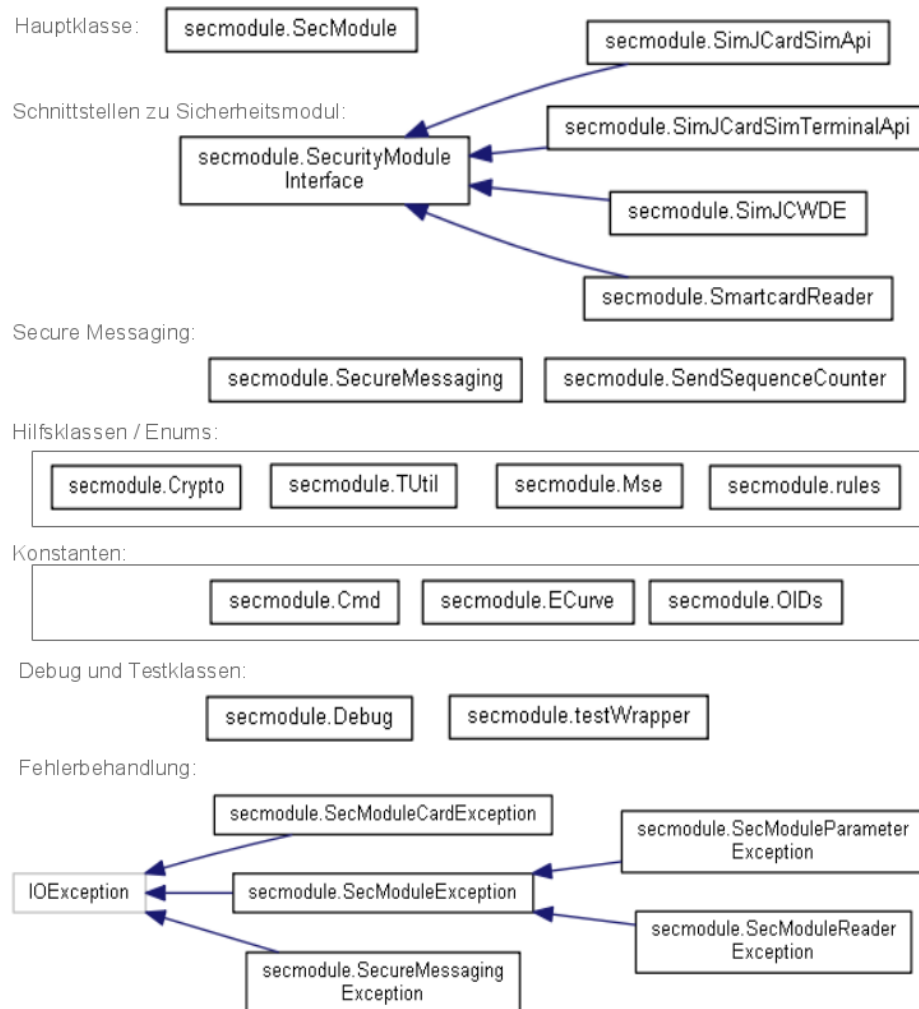 Hauptklasse:
secmodule.SecModule
secmodule.SimJCardSimApi
Schnittstellen zu Sicherheitsmodul:
secmodule.SimJCardSimTerminalApi
secmodule.SecurityModule
Interface
secmodule.SimJCWDE
secmodule.SmartcardReader
Secure Messaging:
secmodule.SecureMessaging
secmodule.SendSequenceCounter
Hilfsklassen / Enums:
secmodule.Crypto
secmodule.TUtil
secmodule.Mse
secmodule.rules
Konstanten:
secmodule.Cmd
secmodule.ECurve
secmodule.OIDs
Debug und Testklassen:
secmodule.Debug
secmodule.testWrapper
Fehlerbehandlung:
secmodule.SecModuleCardException
secmodule.SecModuleParameter
Exception
IOException
secmodule.SecModuleException
secmodule.SecModuleReader
Exception
secmodule.SecureMessaging
Exception